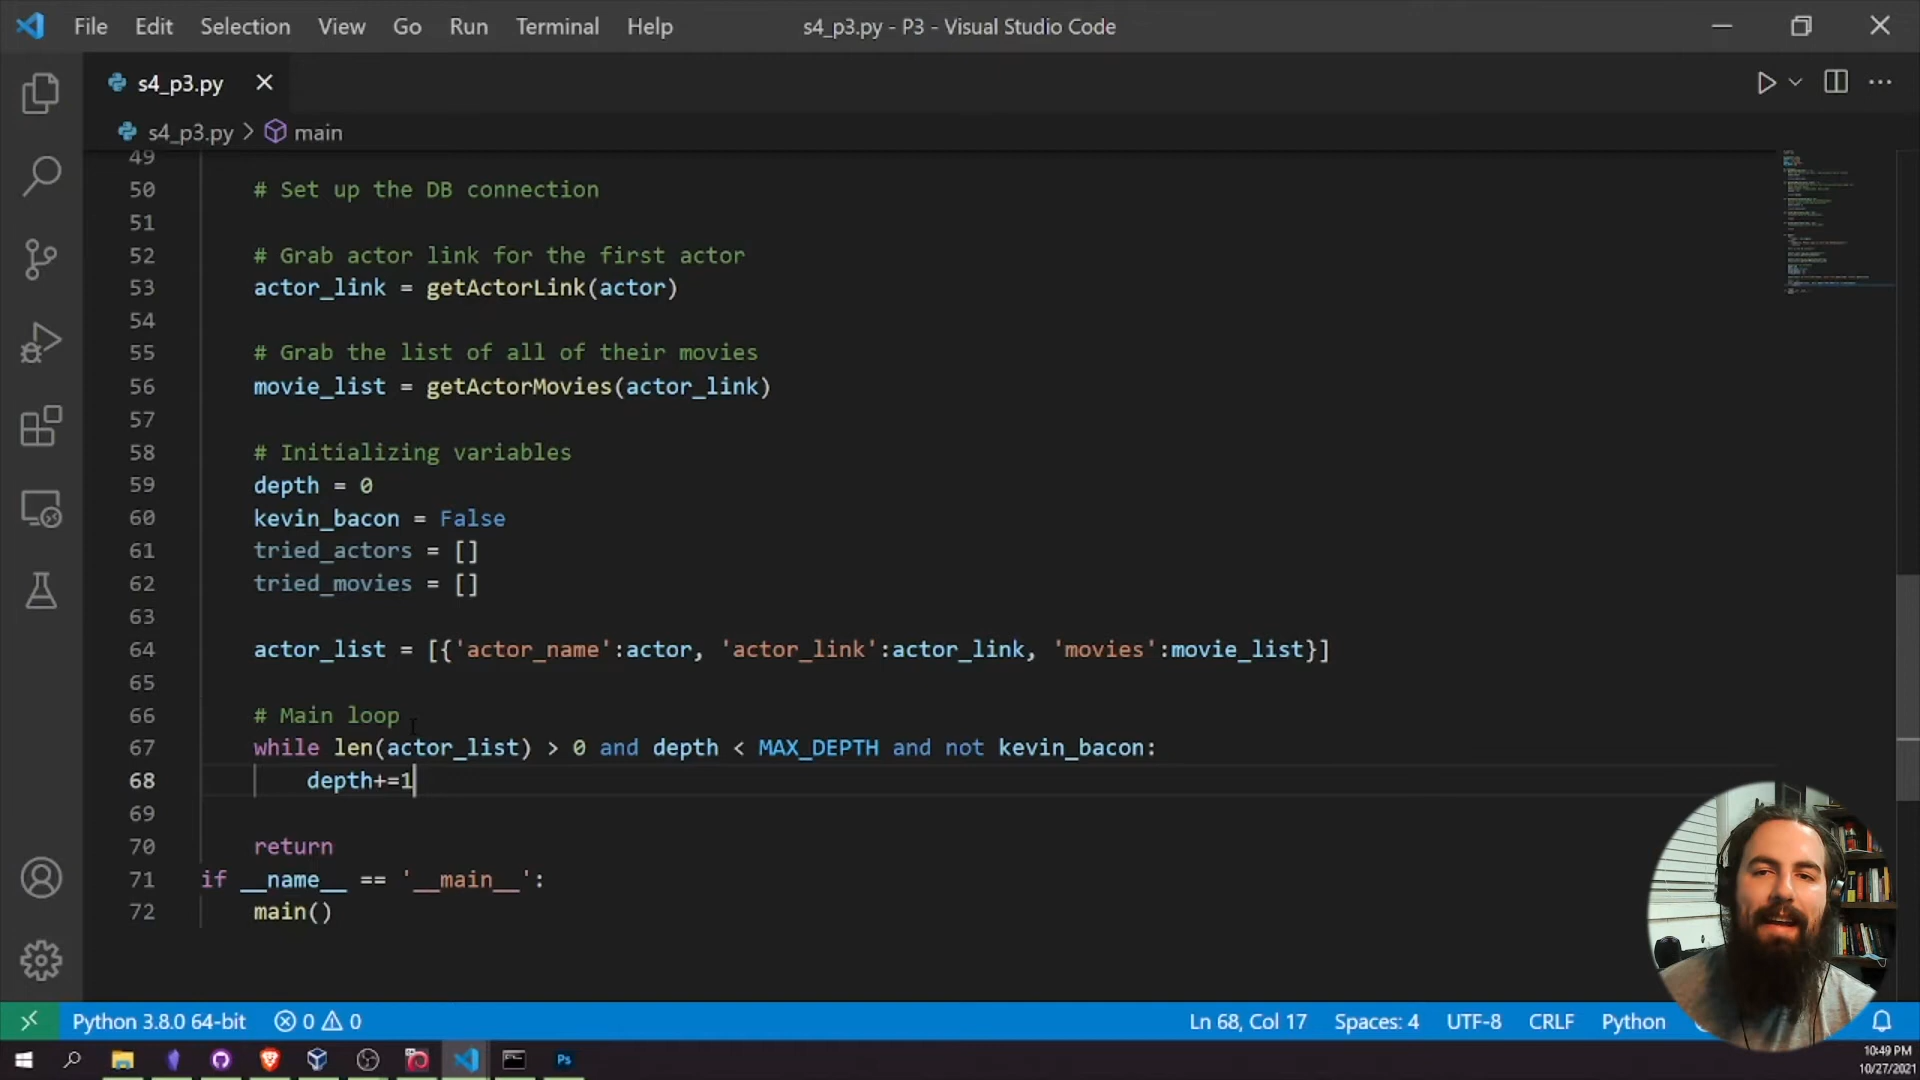 File Edit Selection View Go Run Terminal Help s4_p3.py - P3 - Visual Studio Code
s4_p3.py
s4_p3.py > main
49
50 # Set up the DB connection
51
52 # Grab actor link for the first actor
53 actor_link = getActorLink(actor)
54
55 # Grab the list of all of their movies
56 movie_list = getActorMovies(actor_link)
57
58 # Initializing variables
59 depth = 0
60 kevin_bacon = False
61 tried_actors = []
62 tried_movies = []
63
64 actor_list = [{'actor_name':actor, 'actor_link':actor_link, 'movies':movie_list}]
65
66 # Main loop
67 while len(actor_list) > 0 and depth < MAX_DEPTH and not kevin_bacon:
68 depth+=1
69
70 return
71 if __name__ == '__main__':
72 main()
Python 3.8.0 64-bit 0 0 Ln 68, Col 17 Spaces: 4 UTF-8 CRLF Python
Ps
10:49 PM
10/27/2021